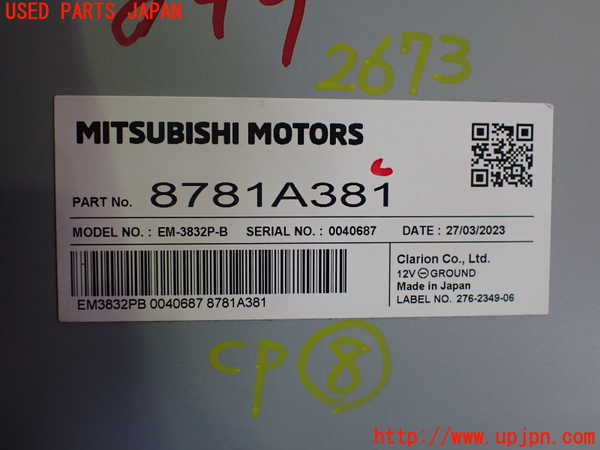 USED PARTS JAPAN
2673
MITSUBISHI MOTORS
PART No. 8781A381
MODEL NO. : EM-3832P-B SERIAL NO. : 0040687 DATE : 27/03/2023
Clarion Co., Ltd.
12V⊖GROUND
Made in Japan
LABEL NO. 276-2349-06
EM3832PB 0040687 8781A381
CP 8
http://www.upjpn.com/